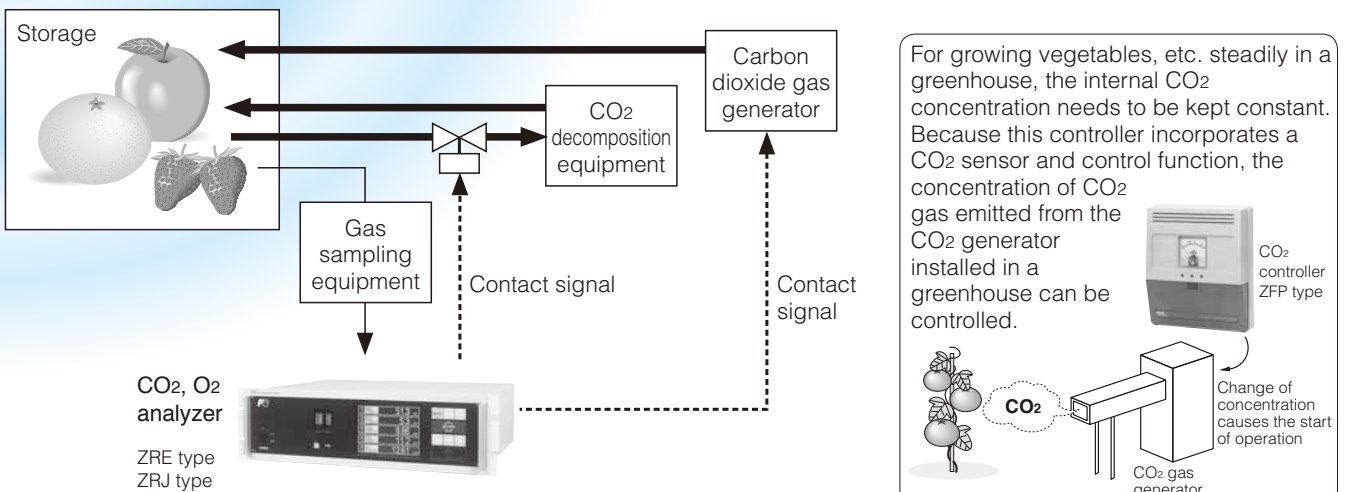 Storage
Carbon
dioxide gas
generator
CO2
decomposition
equipment
Gas
sampling
equipment
Contact signal
Contact
signal
CO2, O2
analyzer
ZRE type
ZRJ type
For growing vegetables, etc. steadily in a
greenhouse, the internal CO2
concentration needs to be kept constant.
Because this controller incorporates a
CO2 sensor and control function, the
concentration of CO2
gas emitted from the
CO2 generator
installed in a
greenhouse can be
controlled.
CO2
controller
ZFP type
CO2
Change of
concentration
causes the start
of operation
CO2 gas
generator